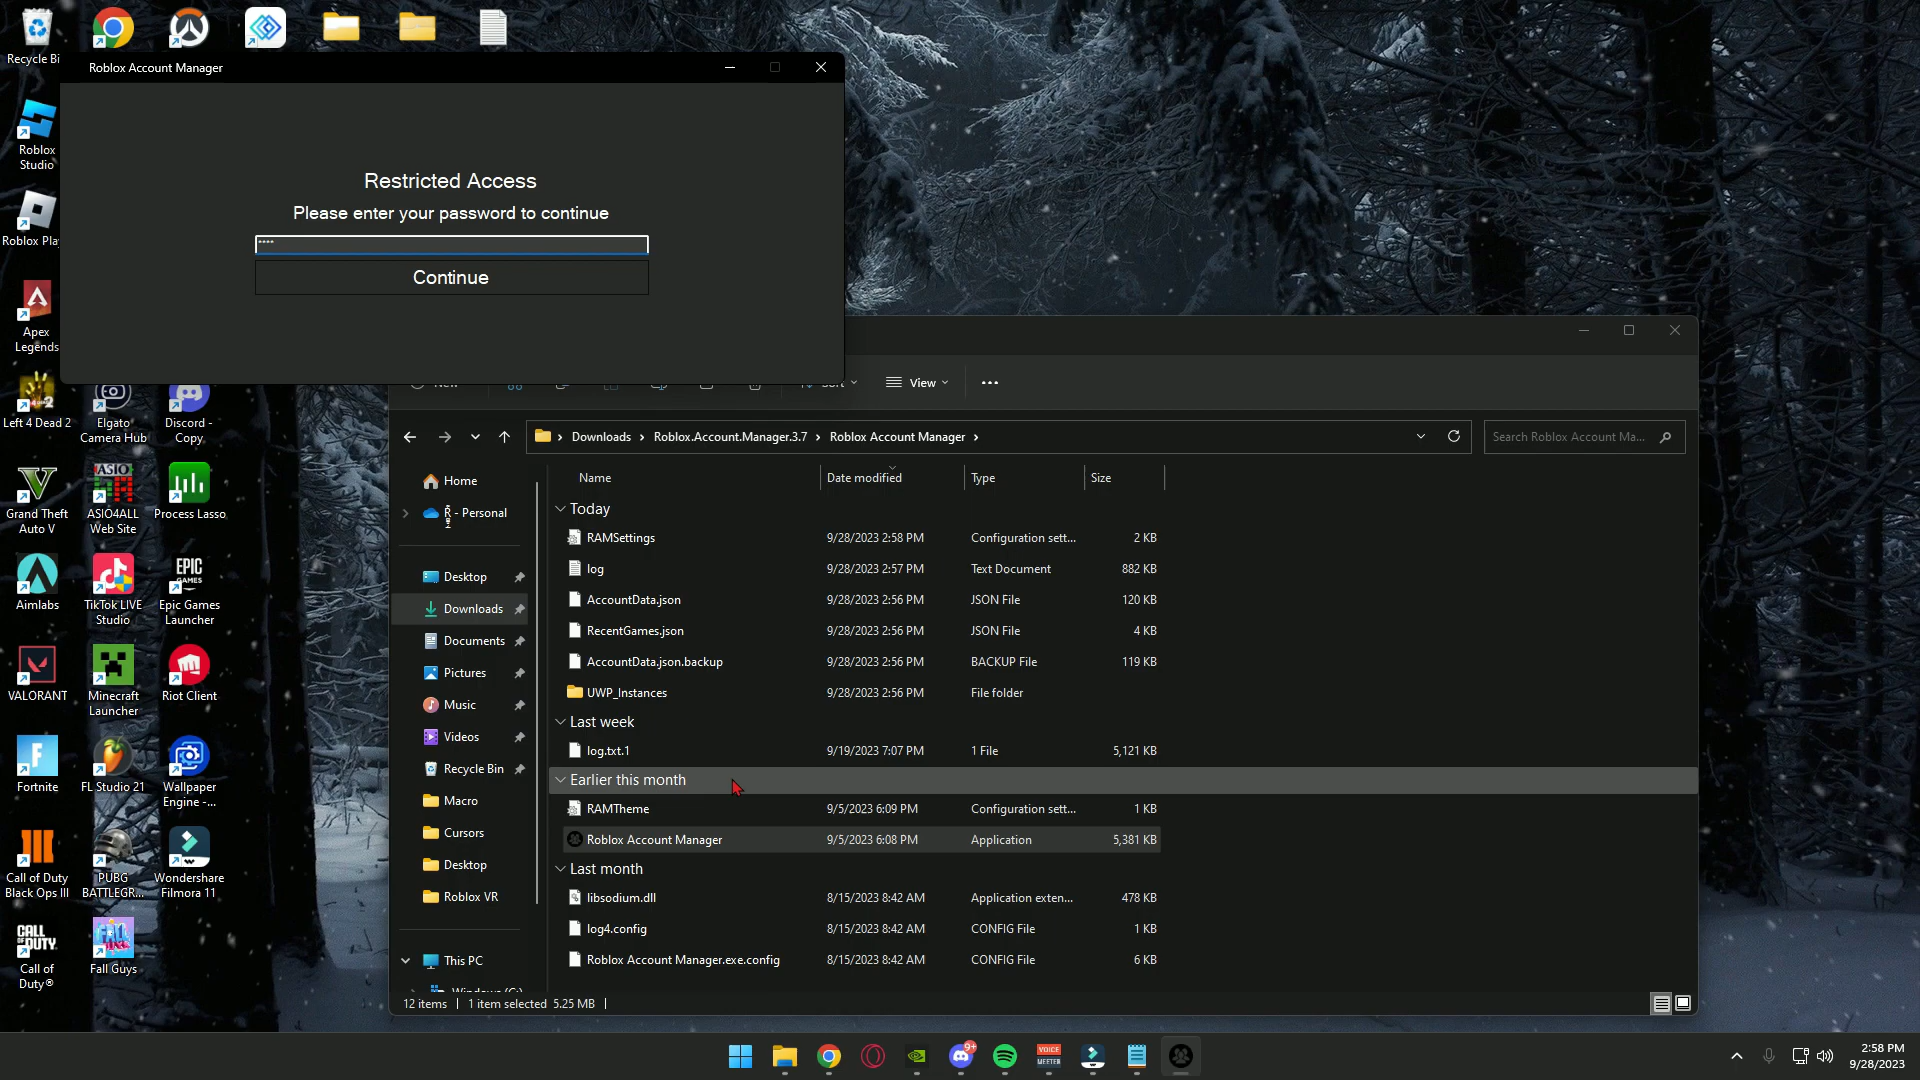 Recycle Bi
Roblox Account Manager
Restricted Access
Please enter your password to continue
****
Continue
Roblox
Studio
Roblox Pla
Apex
Legends
Left 4 Dead 2
Elgato
Camera Hub
Discord -
Copy
Grand Theft
Auto V
ASIO4ALL
Web Site
Process Lasso
Aimlabs
TikTok LIVE
Studio
Epic Games
Launcher
VALORANT
Minecraft
Launcher
Riot Client
Fortnite
FL Studio 21
Wallpaper
Engine -...
Call of Duty
Black Ops III
PUBG
BATTLEGR...
Wondershare
Filmora 11
Call of
Duty®
Fall Guys
View
Downloads
Roblox.Account.Manager.3.7
Roblox Account Manager
Search Roblox Account Ma...
Home
- Personal
Desktop
Downloads
Documents
Pictures
Music
Videos
Recycle Bin
Macro
Cursors
Desktop
Roblox VR
This PC
Name Date modified Type Size
Today
RAMSettings 9/28/2023 2:58 PM Configuration sett... 2 KB
log 9/28/2023 2:57 PM Text Document 882 KB
AccountData.json 9/28/2023 2:56 PM JSON File 120 KB
RecentGames.json 9/28/2023 2:56 PM JSON File 4 KB
AccountData.json.backup 9/28/2023 2:56 PM BACKUP File 119 KB
UWP_Instances 9/28/2023 2:56 PM File folder
Last week
log.txt.1 9/19/2023 7:07 PM 1 File 5,121 KB
Earlier this month
RAMTheme 9/5/2023 6:09 PM Configuration sett... 1 KB
Roblox Account Manager 9/5/2023 6:08 PM Application 5,381 KB
Last month
libsodium.dll 8/15/2023 8:42 AM Application exten... 478 KB
log4.config 8/15/2023 8:42 AM CONFIG File 1 KB
Roblox Account Manager.exe.config 8/15/2023 8:42 AM CONFIG File 6 KB
12 items 1 item selected 5.25 MB
2:58 PM
9/28/2023